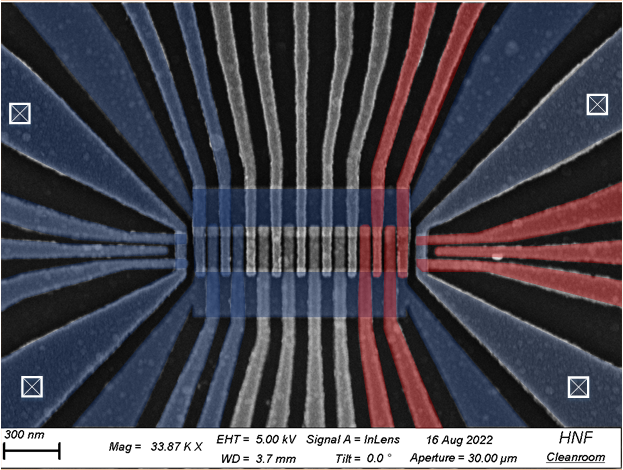 300 nm
Mag = 33.87 K X
EHT = 5.00 kV Signal A = InLens 16 Aug 2022 HNF
WD = 3.7 mm Tilt = 0.0 ° Aperture = 30.00 µm Cleanroom